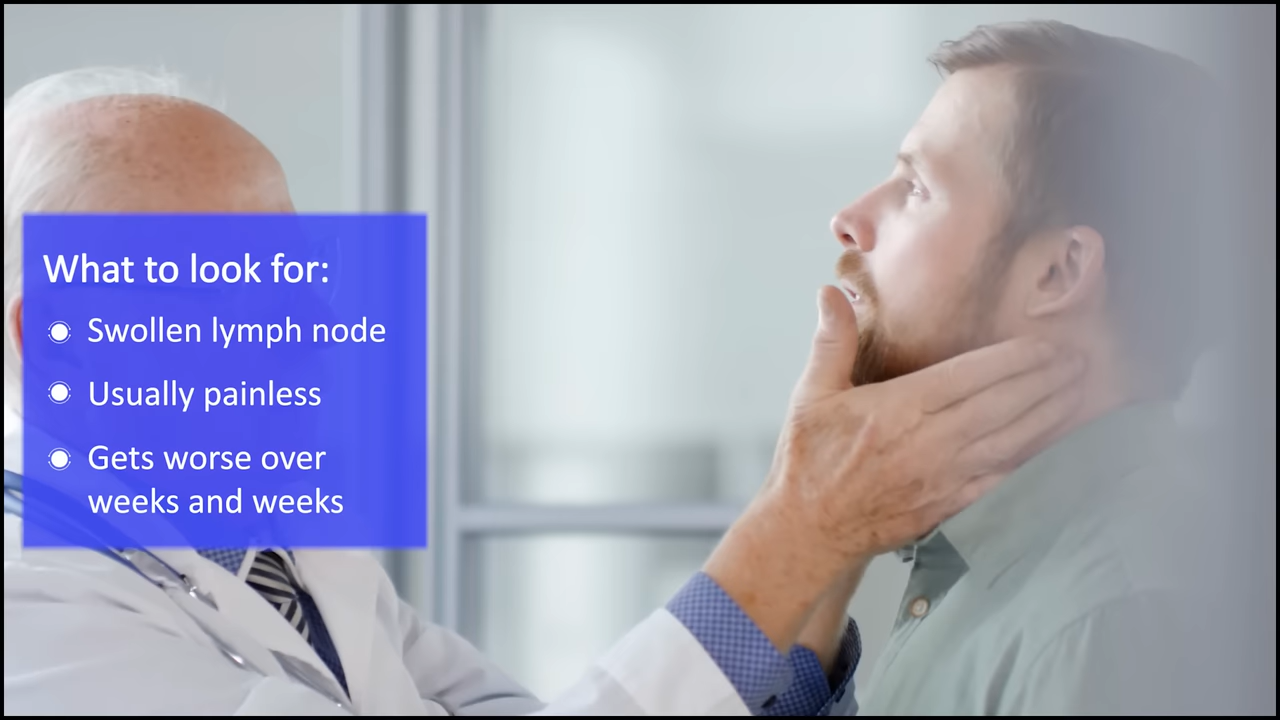 What to look for:
Swollen lymph node
Usually painless
Gets worse over
weeks and weeks